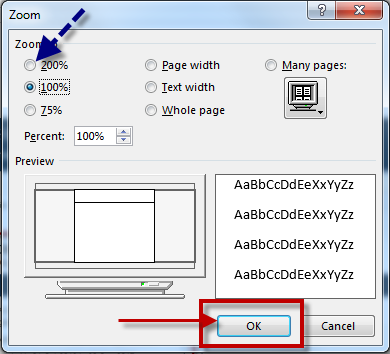 Zoom
Zoom
200% Page width Many pages:
100% Text width
75% Whole page
Percent: 100%
Preview
AaBbCcDdEeXxYyZz
AaBbCcDdEeXxYyZz
AaBbCcDdEeXxYyZz
AaBbCcDdEeXxYyZz
OK Cancel